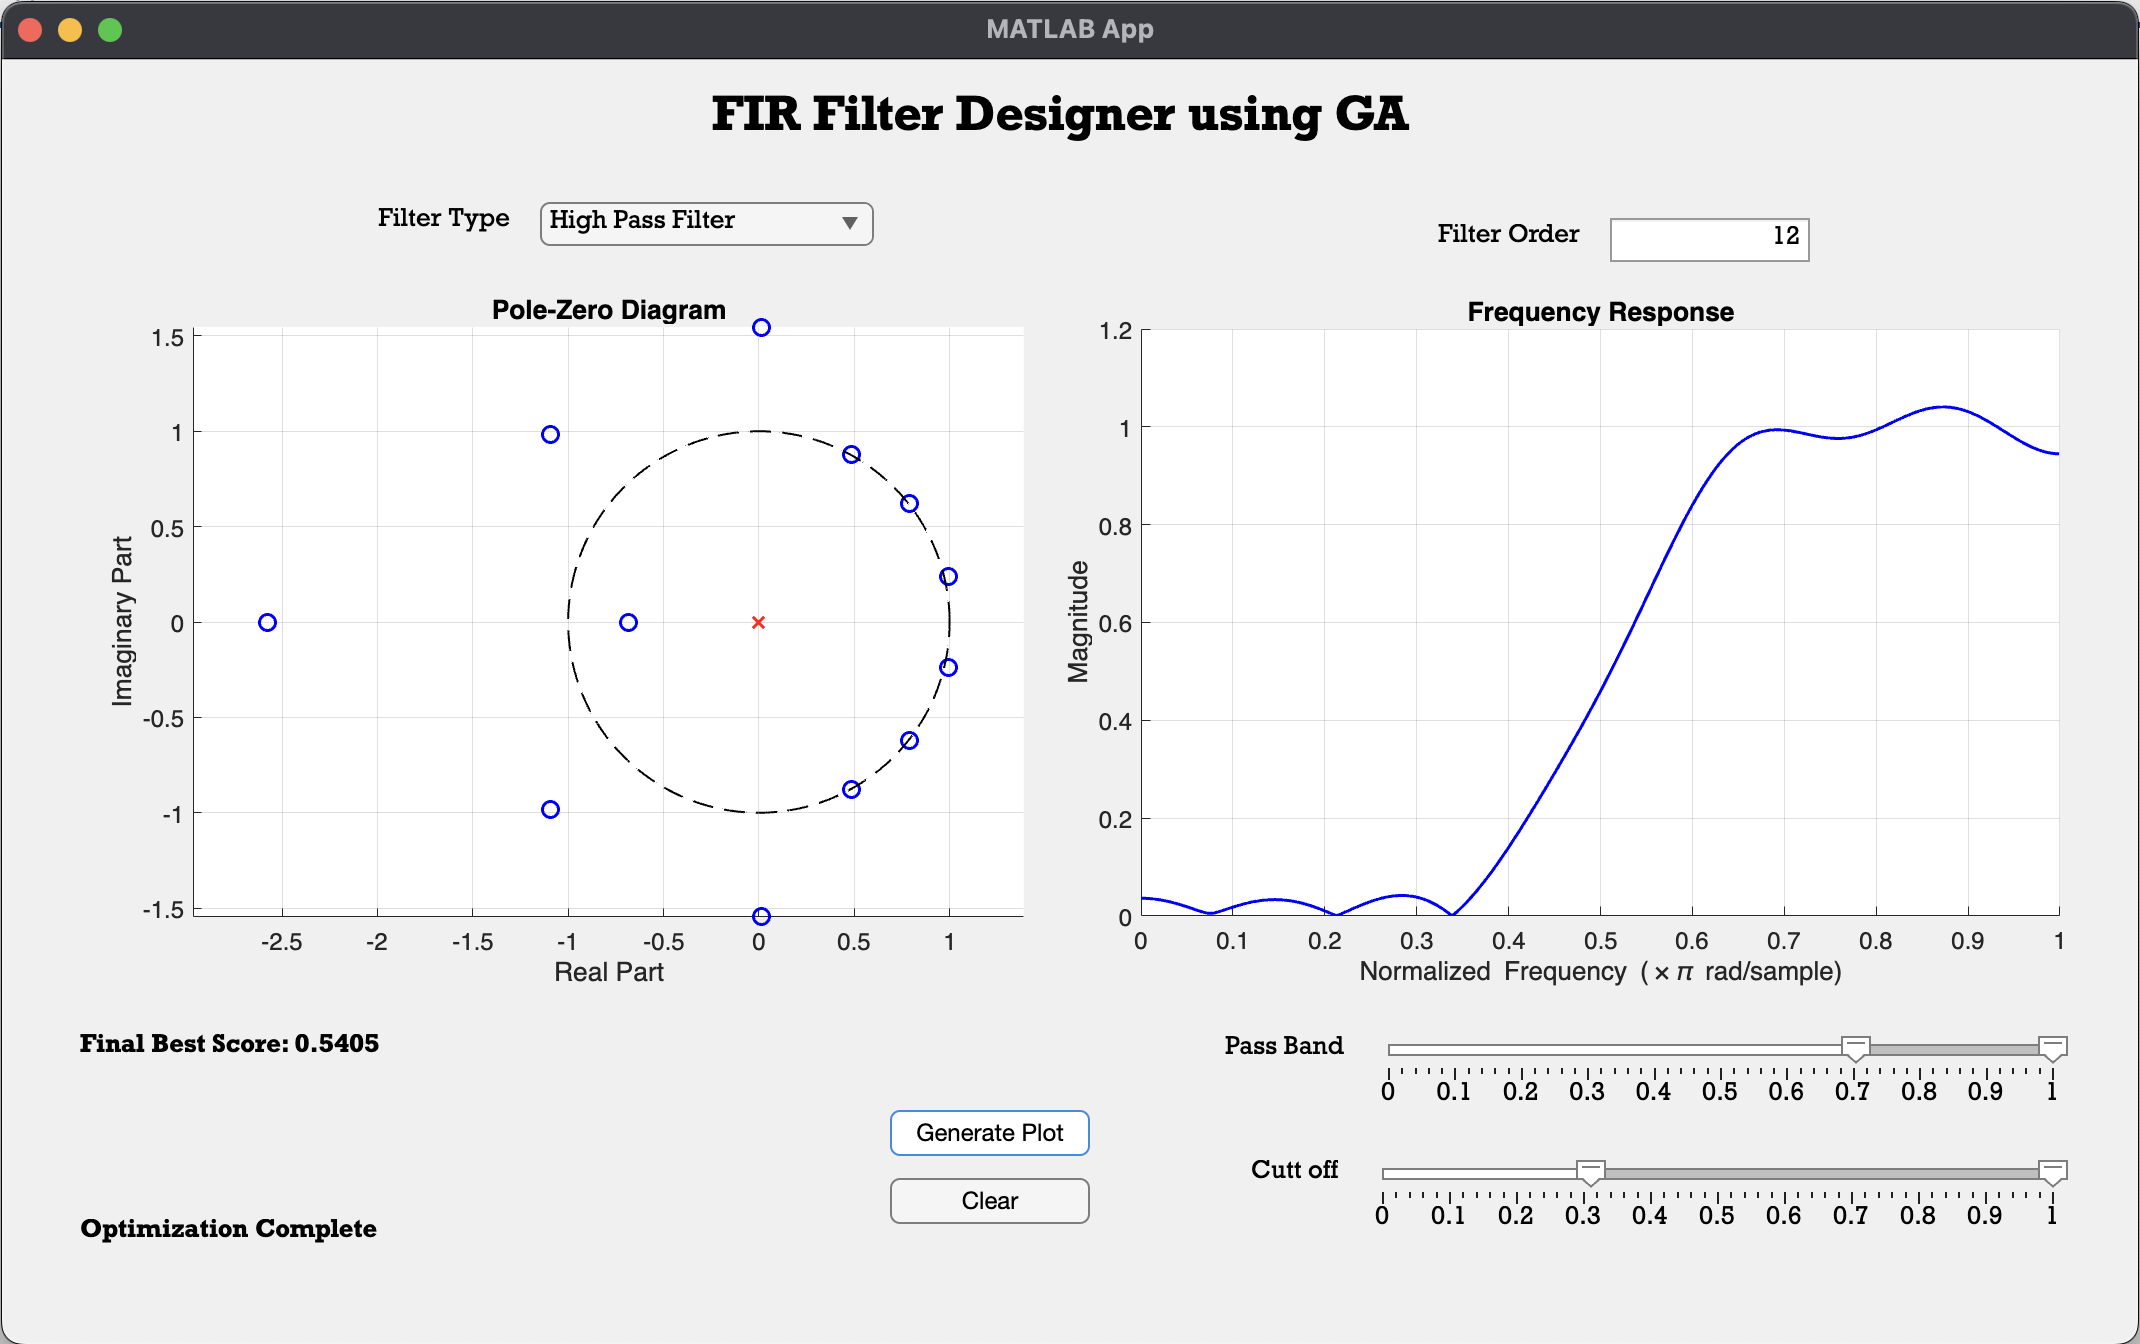 MATLAB App
FIR Filter Designer using GA
Filter Type
High Pass Filter
Filter Order
12
Pole-Zero Diagram
1.5
1
0.5
0
-0.5
-1
-1.5
Imaginary Part
-2.5 -2 -1.5 -1 -0.5 0 0.5 1
Real Part
Frequency Response
1.2
1
0.8
0.6
0.4
0.2
0
Magnitude
0 0.1 0.2 0.3 0.4 0.5 0.6 0.7 0.8 0.9 1
Normalized Frequency (× π rad/sample)
Final Best Score: 0.5405
Pass Band
0 0.1 0.2 0.3 0.4 0.5 0.6 0.7 0.8 0.9 1
Generate Plot
Cutt off
0 0.1 0.2 0.3 0.4 0.5 0.6 0.7 0.8 0.9 1
Clear
Optimization Complete